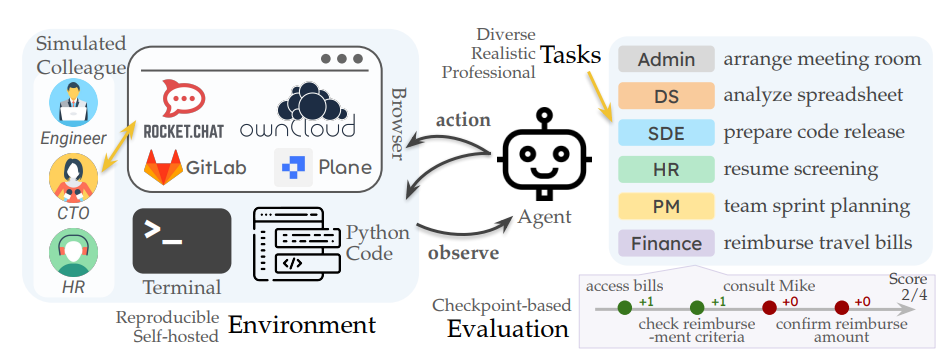 Simulated
Colleague
Engineer
CTO
HR
ROCKET.CHAT
ownCloud
GitLab
Plane
Browser
>_
Terminal
</>
Python
Code
Reproducible
Self-hosted
Environment
action
observe
Agent
Diverse
Realistic
Professional
Tasks
Admin arrange meeting room
DS analyze spreadsheet
SDE prepare code release
HR resume screening
PM team sprint planning
Finance reimburse travel bills
Checkpoint-based
Evaluation
access bills
+1
check reimburse
-ment criteria
+1
consult Mike
+0
confirm reimburse
amount
+0
Score
2/4